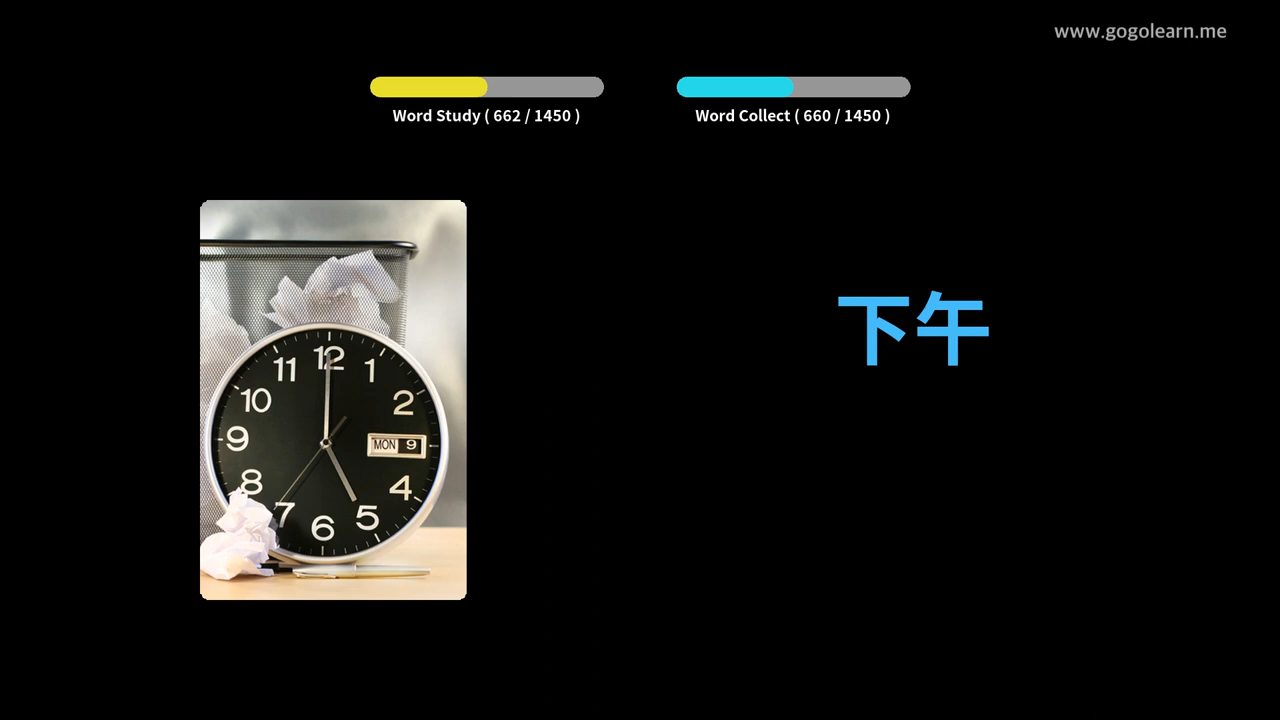 www.gogolearn.me
Word Study ( 662 / 1450 )
Word Collect ( 660 / 1450 )
下午
12
1
2
MON 9
4
5
6
7
8
9
10
11